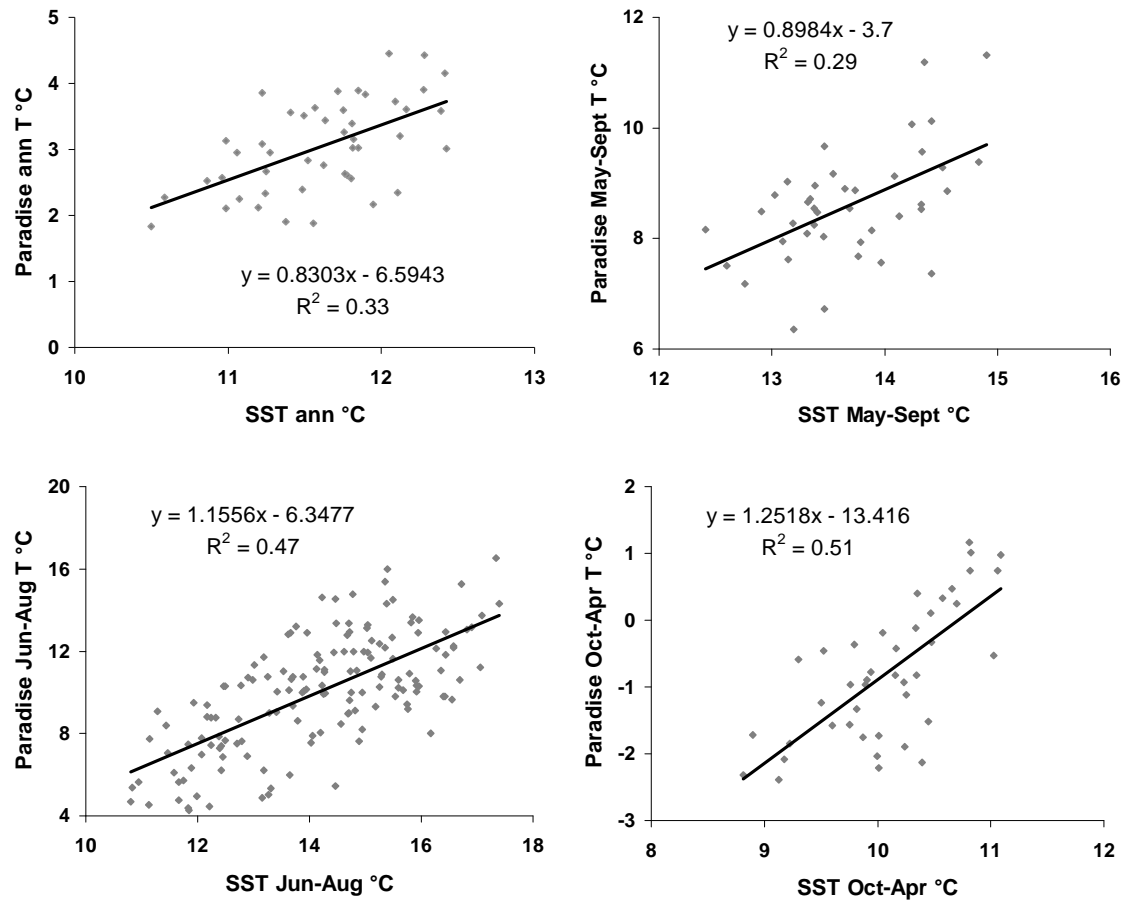 5
4
3
2
1
0
10
11
12
13
Paradise ann T °C
SST ann °C
y = 0.8303x - 6.5943
R² = 0.33
12
10
8
6
12
13
14
15
16
Paradise May-Sept T °C
SST May-Sept °C
y = 0.8984x - 3.7
R² = 0.29
20
16
12
8
4
10
12
14
16
18
Paradise Jun-Aug T °C
SST Jun-Aug °C
y = 1.1556x - 6.3477
R² = 0.47
2
1
0
-1
-2
-3
8
9
10
11
12
Paradise Oct-Apr T °C
SST Oct-Apr °C
y = 1.2518x - 13.416
R² = 0.51